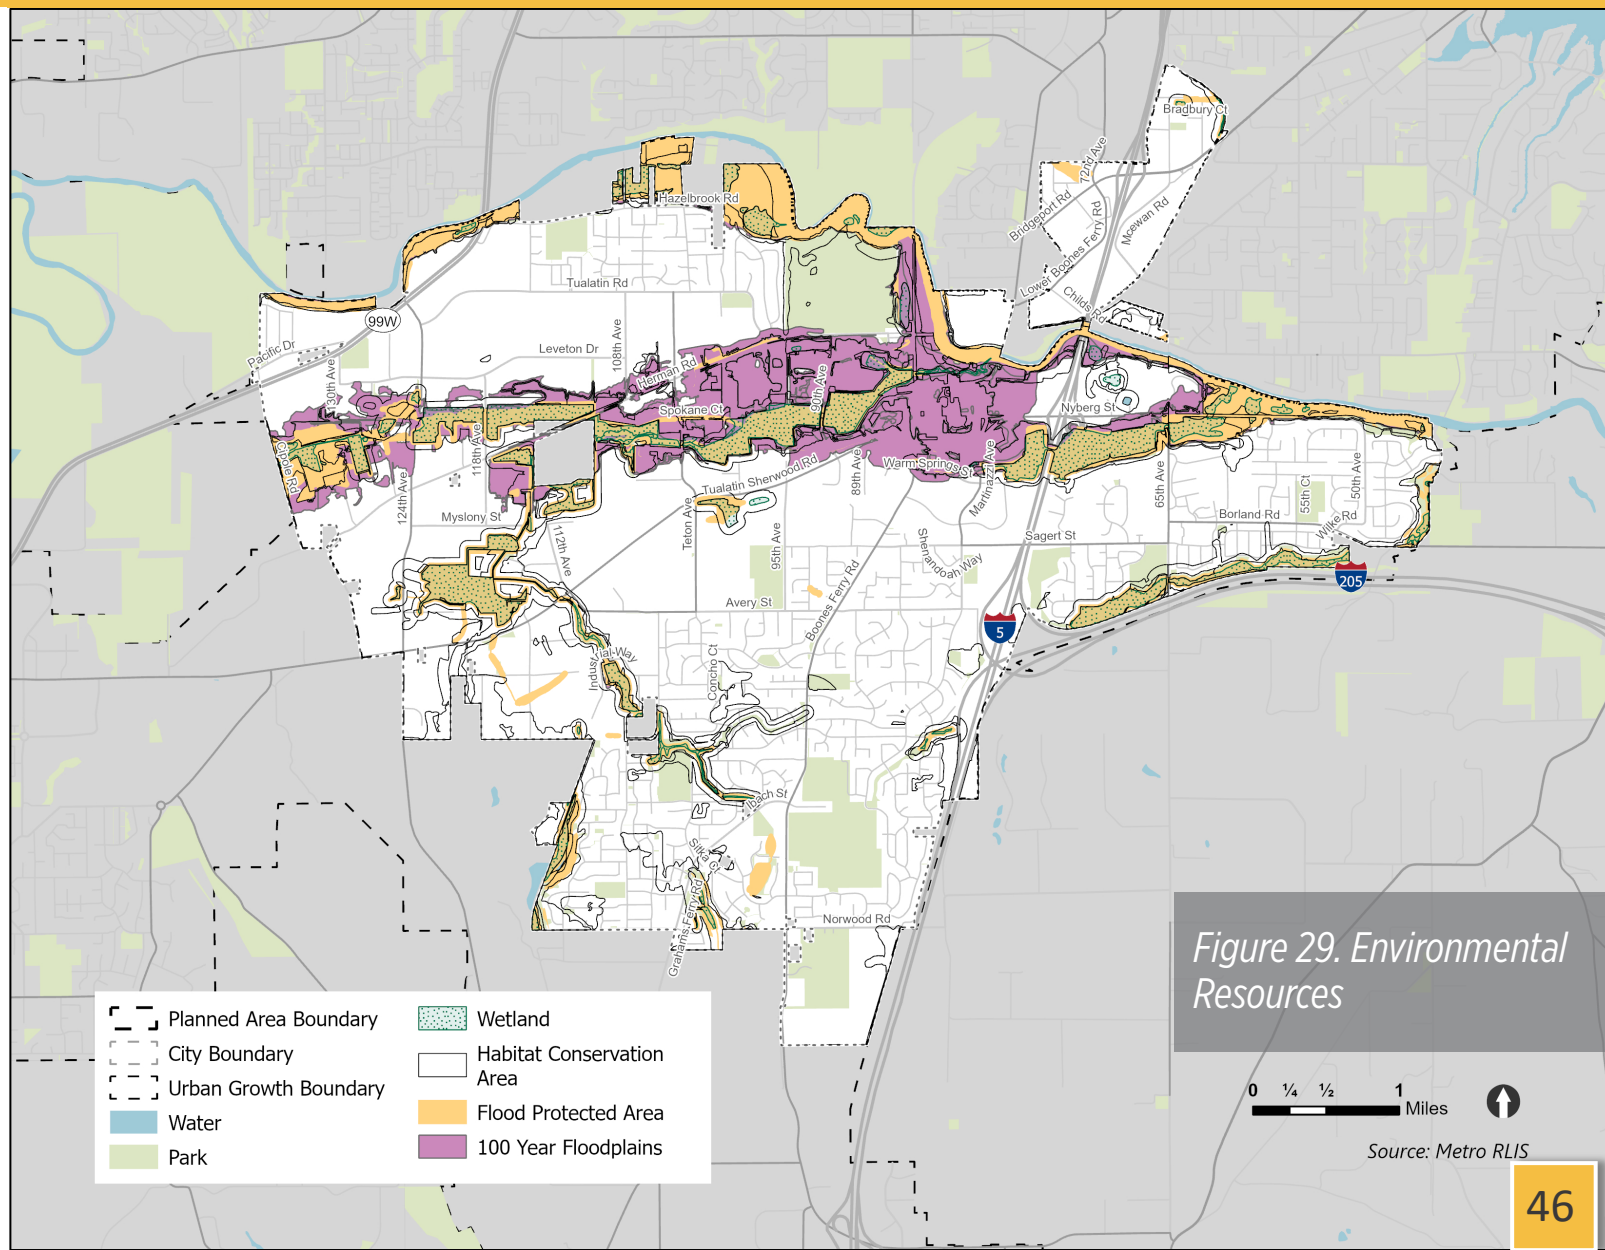 Bradbury Ct
72nd Ave
Hazelbrook Rd
Bridgeport Rd
Mcewan Rd
Lower Boones Ferry Rd
Tualatin Rd
Childs Rd
99W
Pacific Dr
Leveton Dr
108th Ave
Herman Rd
30th Ave
90th Ave
Spokane Ct
Nyberg St
118th Ave
Cipole Rd
Warm Springs St
Martinazzi Ave
89th Ave
Tualatin Sherwood Rd
65th Ave
50th Ave
55th Ct
124th Ave
Myslony St
Teton Ave
Borland Rd
Wilke Rd
112th Ave
95th Ave
Shenandoah Way
Sagert St
205
Avery St
Boones Ferry Rd
5
Industrial Way
Concho Ct
Ibach St
Silka Ct
Grahams Ferry Rd
Norwood Rd
Figure 29. Environmental
Resources
Planned Area Boundary
City Boundary
Urban Growth Boundary
Water
Park
Wetland
Habitat Conservation
Area
Flood Protected Area
100 Year Floodplains
0 ¼ ½ 1
Miles
Source: Metro RLIS
46